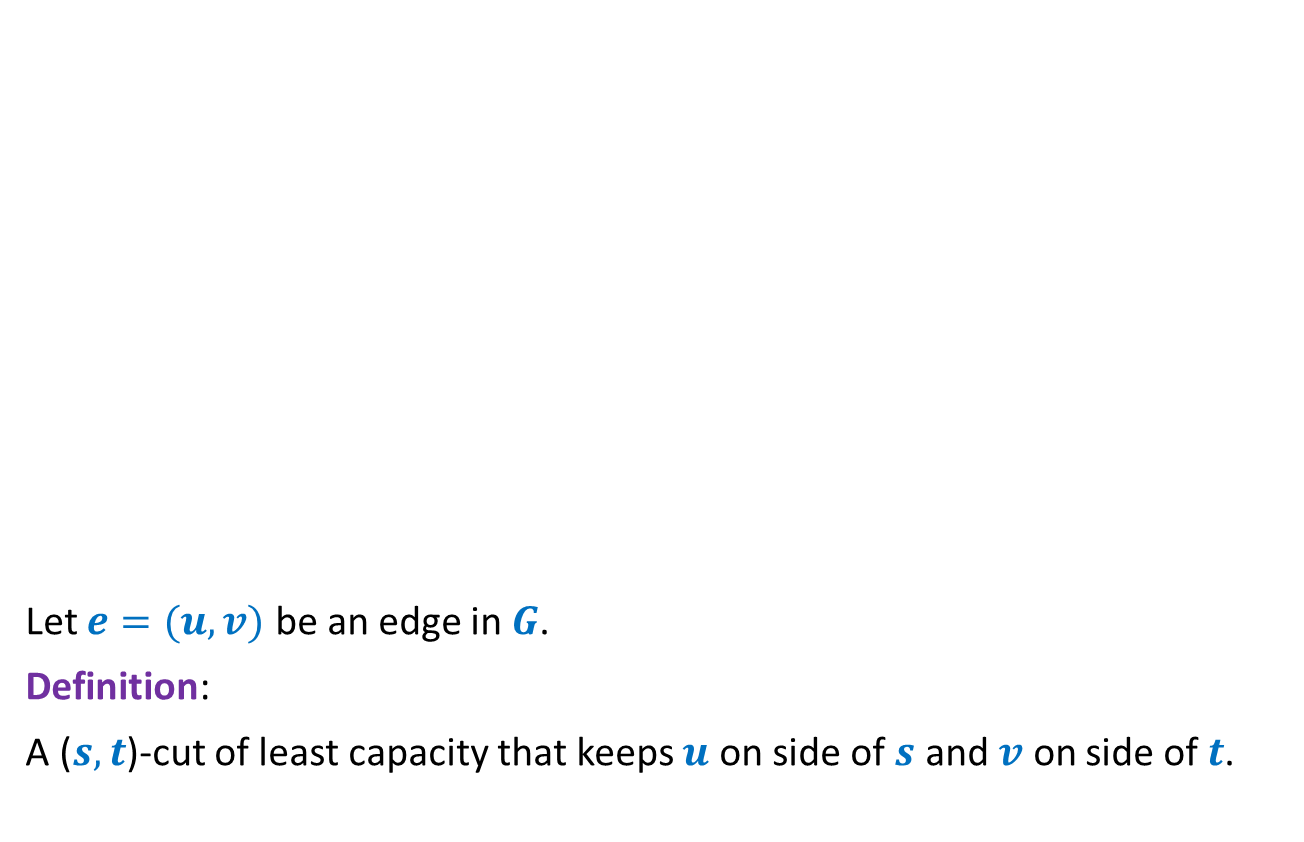 Let e = (u, v) be an edge in G.
Definition:
A (s, t)-cut of least capacity that keeps u on side of s and v on side of t.